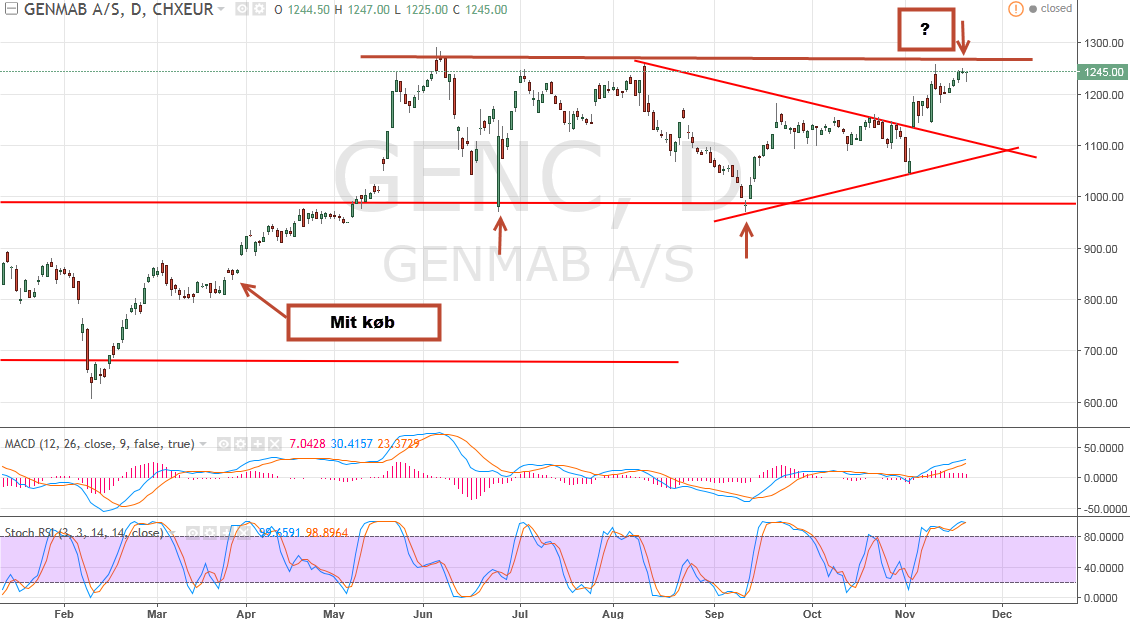 GENMAB A/S, D, CHXEUR O 1244.50 H 1247.00 L 1225.00 C 1245.00
closed
?
1300.00
1245.00
1200.00
1100.00
1000.00
900.00
800.00
700.00
600.00
GENC, D
GENMAB A/S
Mit køb
MACD (12, 26, close, 9, false, true) 7.0428 30.4157 23.3729
50.0000
0.0000
-50.0000
Stoch RSI (3, 3, 14, 14, close) 99.6591 98.8964
80.0000
40.0000
0.0000
Feb Mar Apr May Jun Jul Aug Sep Oct Nov Dec